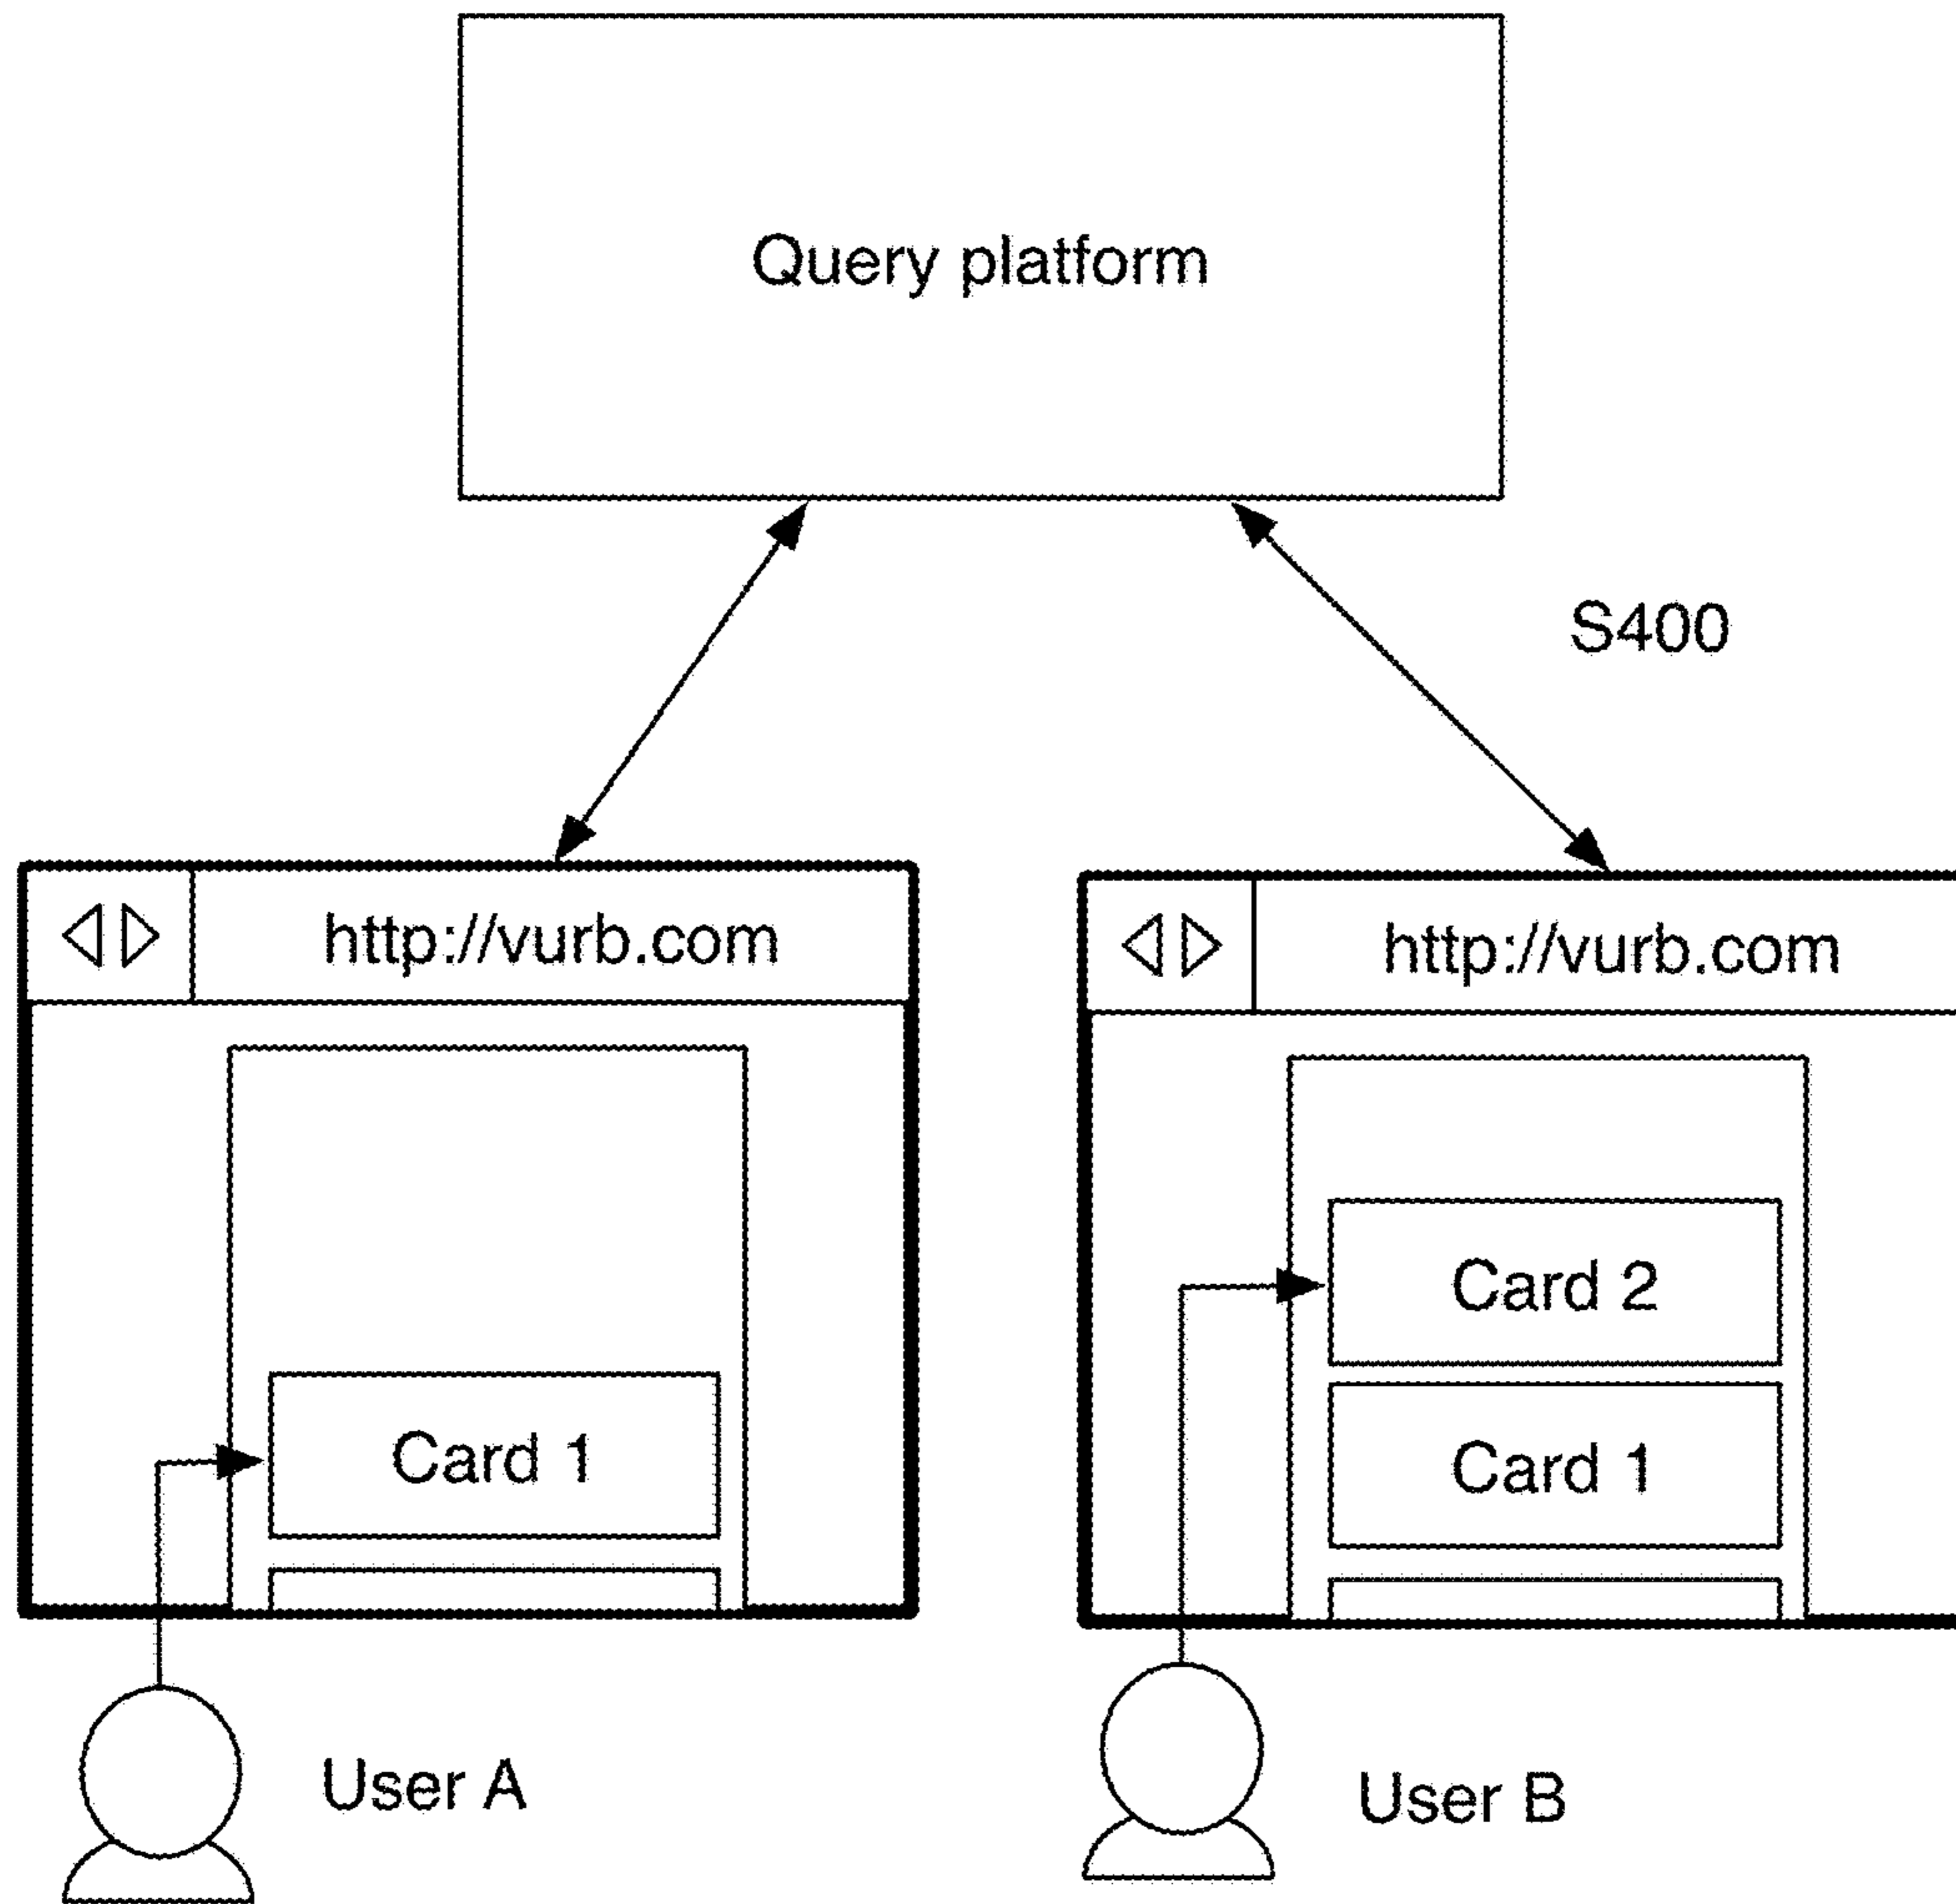 Query platform
S400
http://vurb.com
http://vurb.com
Card 2
Card 1
Card 1
User A
User B